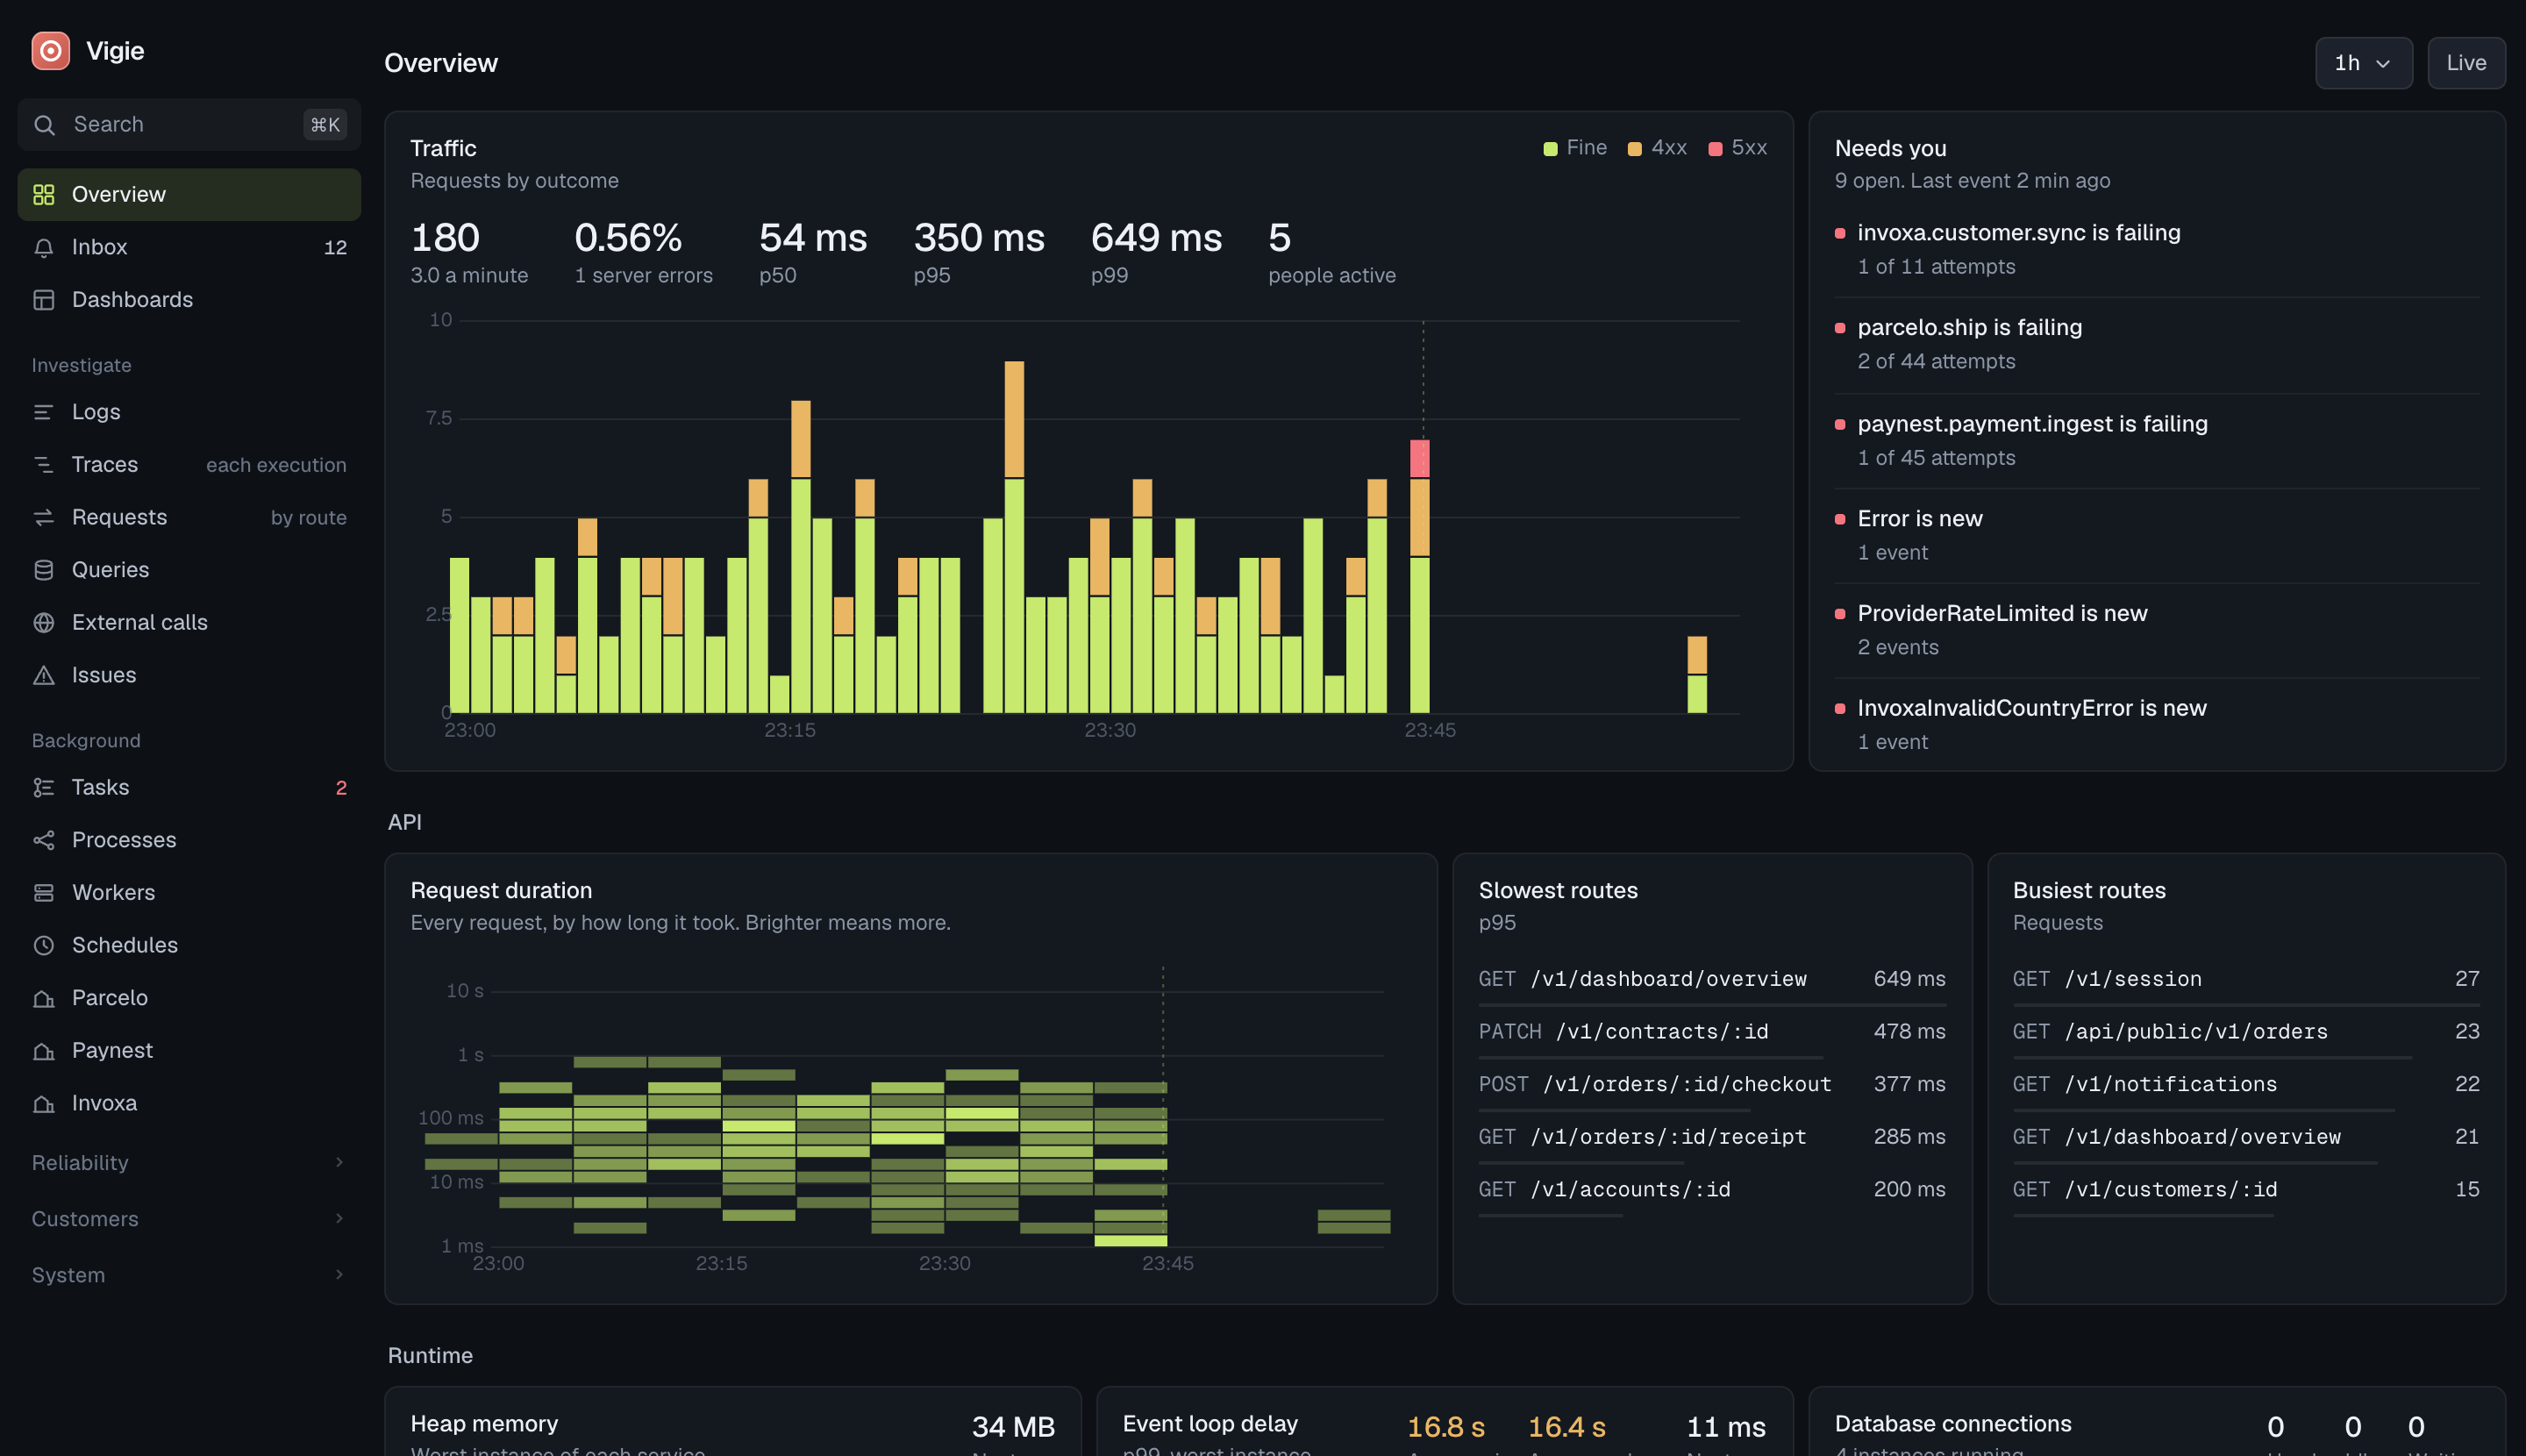 Vigie
Search ⌘K
Overview
Inbox 12
Dashboards
Investigate
Logs
Traces each execution
Requests by route
Queries
External calls
Issues
Background
Tasks 2
Processes
Workers
Schedules
Parcelo
Paynest
Invoxa
Reliability
Customers
System
Overview
1h
Live
Traffic
Requests by outcome
Fine 4xx 5xx
180 0.56% 54 ms 350 ms 649 ms 5
3.0 a minute 1 server errors p50 p95 p99 people active
10
7.5
5
2.5
0
23:00 23:15 23:30 23:45
Needs you
9 open. Last event 2 min ago
invoxa.customer.sync is failing
1 of 11 attempts
parcelo.ship is failing
2 of 44 attempts
paynest.payment.ingest is failing
1 of 45 attempts
Error is new
1 event
ProviderRateLimited is new
2 events
InvoxaInvalidCountryError is new
1 event
API
Request duration
Every request, by how long it took. Brighter means more.
10 s
1 s
100 ms
10 ms
1 ms
23:00 23:15 23:30 23:45
Slowest routes
p95
GET /v1/dashboard/overview 649 ms
PATCH /v1/contracts/:id 478 ms
POST /v1/orders/:id/checkout 377 ms
GET /v1/orders/:id/receipt 285 ms
GET /v1/accounts/:id 200 ms
Busiest routes
Requests
GET /v1/session 27
GET /api/public/v1/orders 23
GET /v1/notifications 22
GET /v1/dashboard/overview 21
GET /v1/customers/:id 15
Runtime
Heap memory 34 MB
Worst instance of each service
Event loop delay 16.8 s 16.4 s 11 ms
p99, worst instance
Database connections 0 0 0
4 instances running